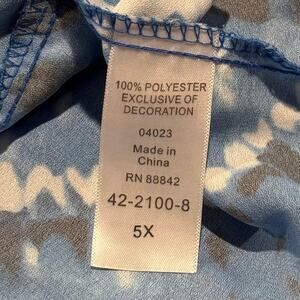 100% POLYESTER
EXCLUSIVE OF
DECORATION
04023
Made in
China
RN 88842
42-2100-8
5X